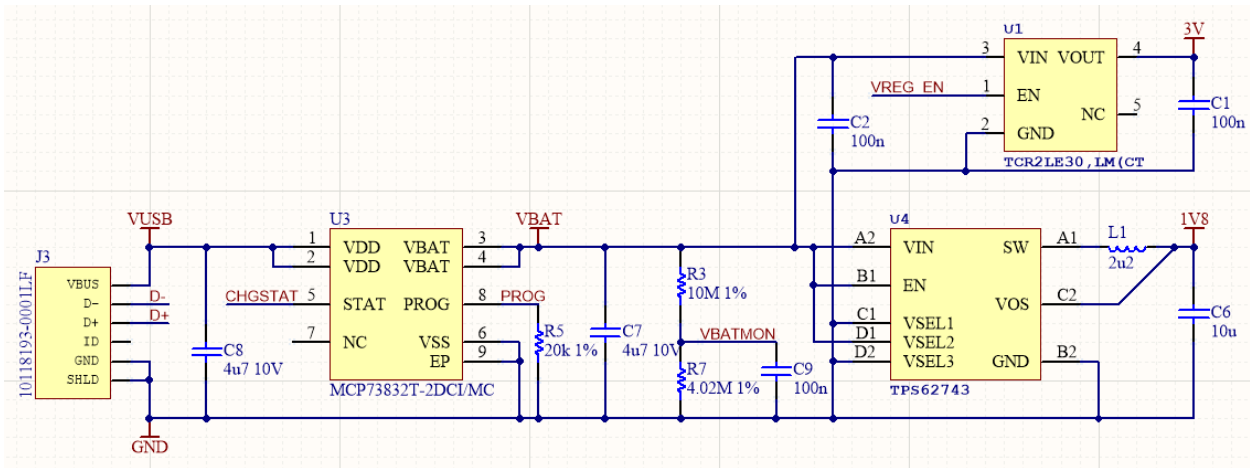 U1
3V
3 VIN VOUT 4
VREG_EN 1 EN
NC 5
2 GND
TCR2LE30,LM(CT
C2
100n
C1
100n
VUSB
U3
VBAT
1 VDD VBAT 3
2 VDD VBAT 4
CHGSTAT 5 STAT PROG 8 PROG
7 NC VSS 6
EP 9
MCP73832T-2DCI/MC
J3
10118193-0001LF
VBUS
D- D-
D+ D+
ID
GND
SHLD
GND
C8
4u7 10V
R5
20k 1%
C7
4u7 10V
R3
10M 1%
VBATMON
R7
4.02M 1%
C9
100n
U4
A2 VIN SW A1
B1 EN
VOS C2
C1 VSEL1
D1 VSEL2
D2 VSEL3
GND B2
TPS62743
L1
2u2
1V8
C6
10u